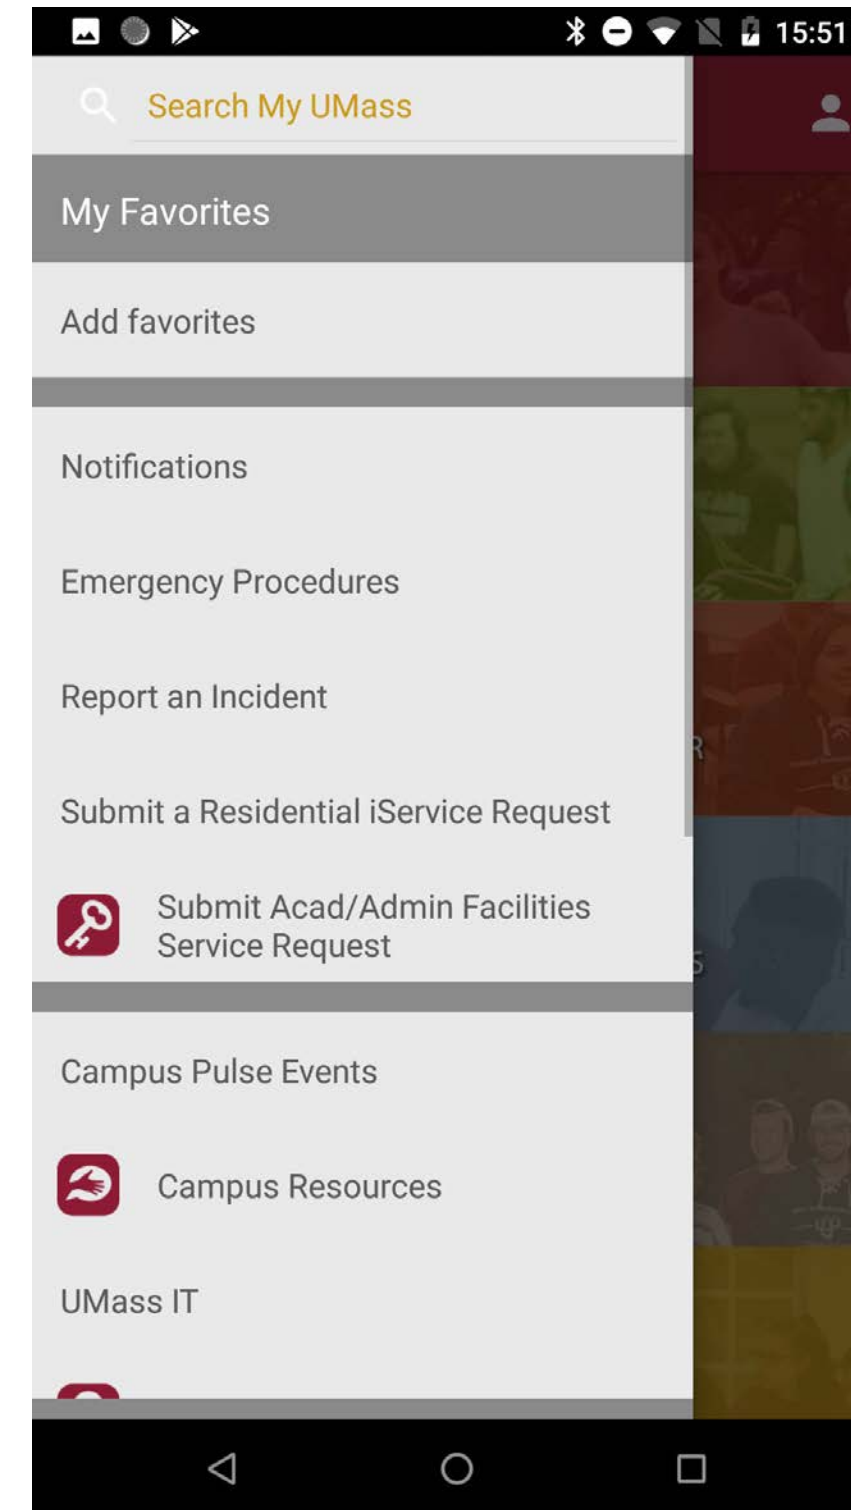 15:51
Search My UMass
My Favorites
Add favorites
Notifications
Emergency Procedures
Report an Incident
R
Submit a Residential iService Request
Submit Acad/Admin Facilities
Service Request
S
Campus Pulse Events
Campus Resources
UMass IT